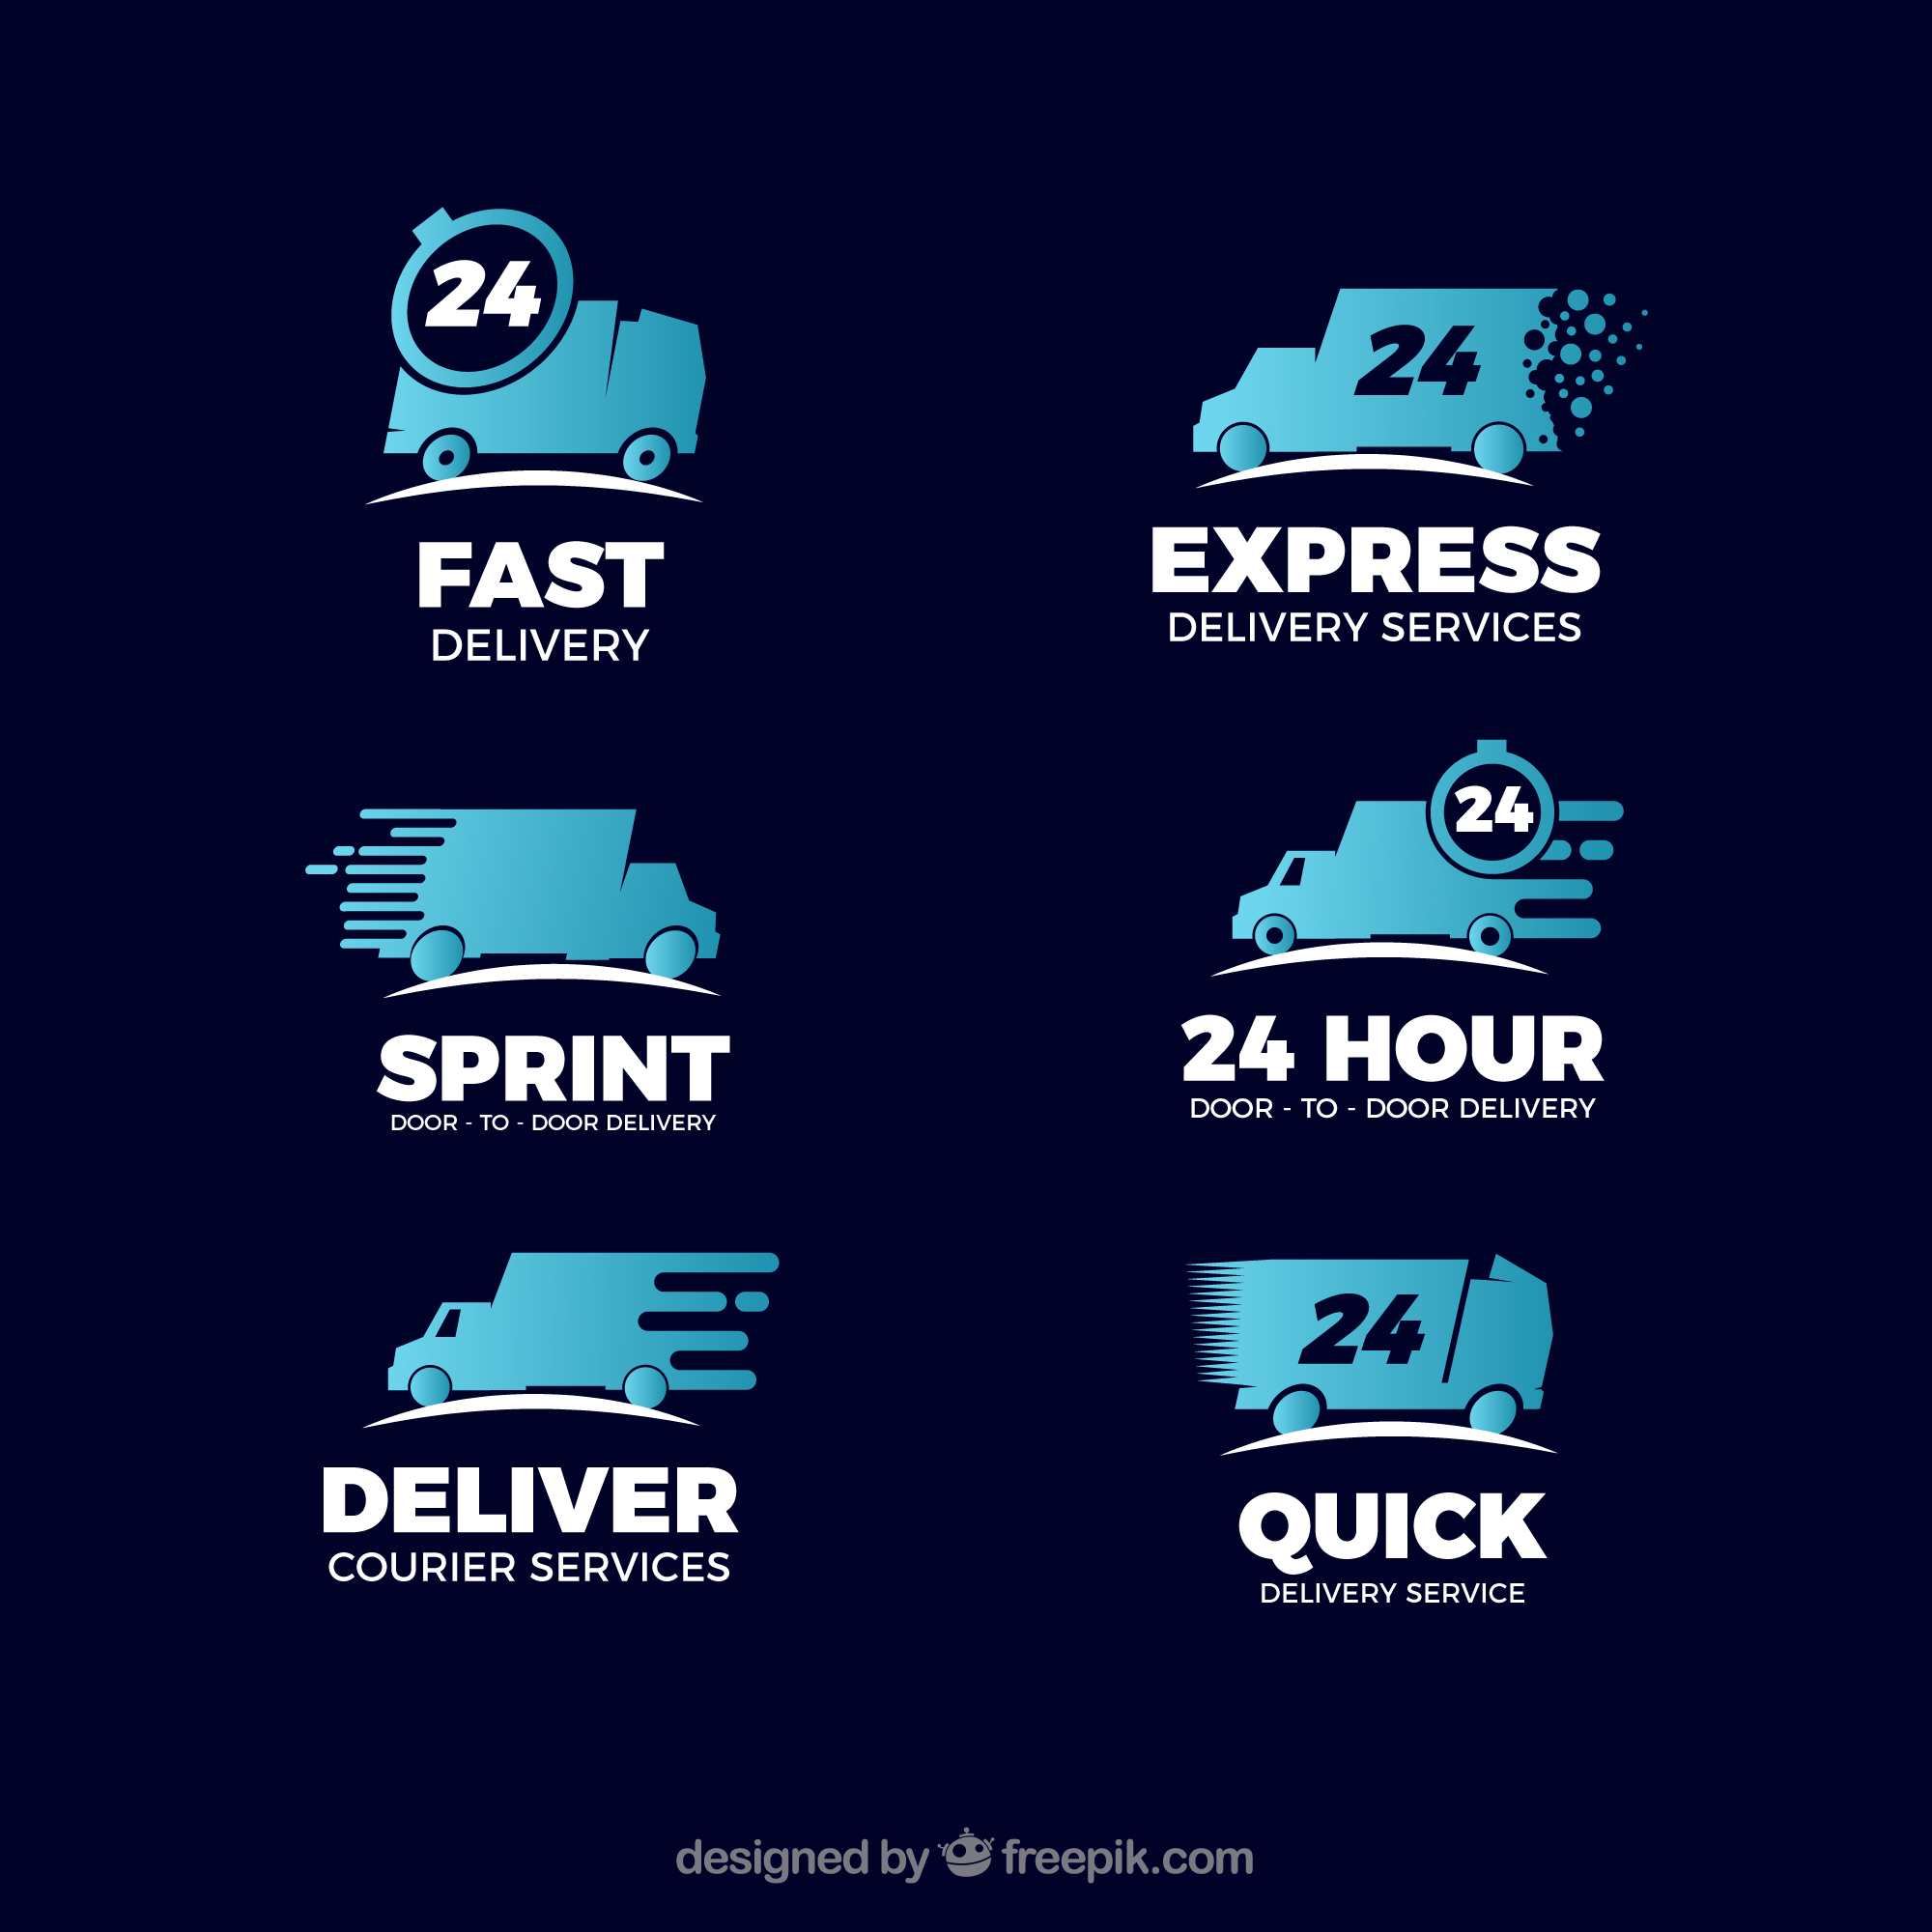 24
FAST
DELIVERY
24
EXPRESS
DELIVERY SERVICES
SPRINT
DOOR - TO - DOOR DELIVERY
24
24 HOUR
DOOR - TO - DOOR DELIVERY
DELIVER
COURIER SERVICES
24
QUICK
DELIVERY SERVICE
designed by freepik.com